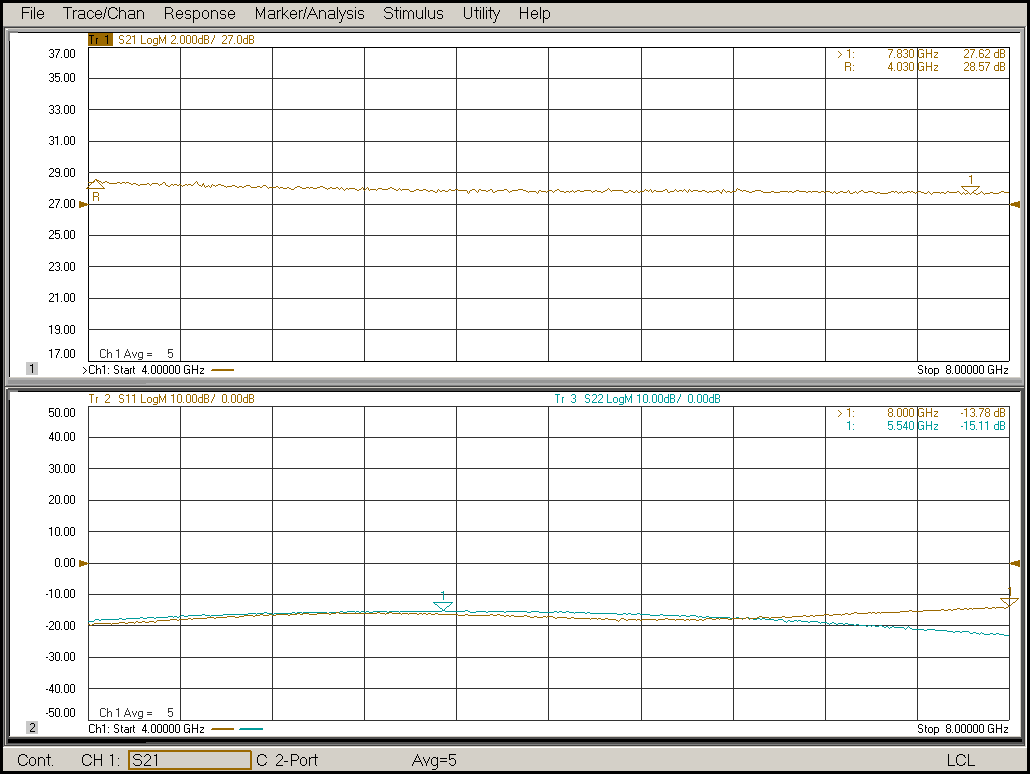 File Trace/Chan Response Marker/Analysis Stimulus Utility Help
Tr 1 S21 LogM 2.000dB/ 27.0dB
37.00
35.00
33.00
31.00
29.00
27.00
25.00
23.00
21.00
19.00
17.00
> 1: 7.830 GHz 27.62 dB
R: 4.030 GHz 28.57 dB
1
R
Ch 1 Avg = 5
1 >Ch1: Start 4.00000 GHz Stop 8.00000 GHz
Tr 2 S11 LogM 10.00dB/ 0.00dB Tr 3 S22 LogM 10.00dB/ 0.00dB
50.00
40.00
30.00
20.00
10.00
0.00
-10.00
-20.00
-30.00
-40.00
-50.00
> 1: 8.000 GHz -13.78 dB
1: 5.540 GHz -15.11 dB
1 1
Ch 1 Avg = 5
2 Ch1: Start 4.00000 GHz Stop 8.00000 GHz
Cont. CH 1: S21 C 2-Port Avg=5 LCL